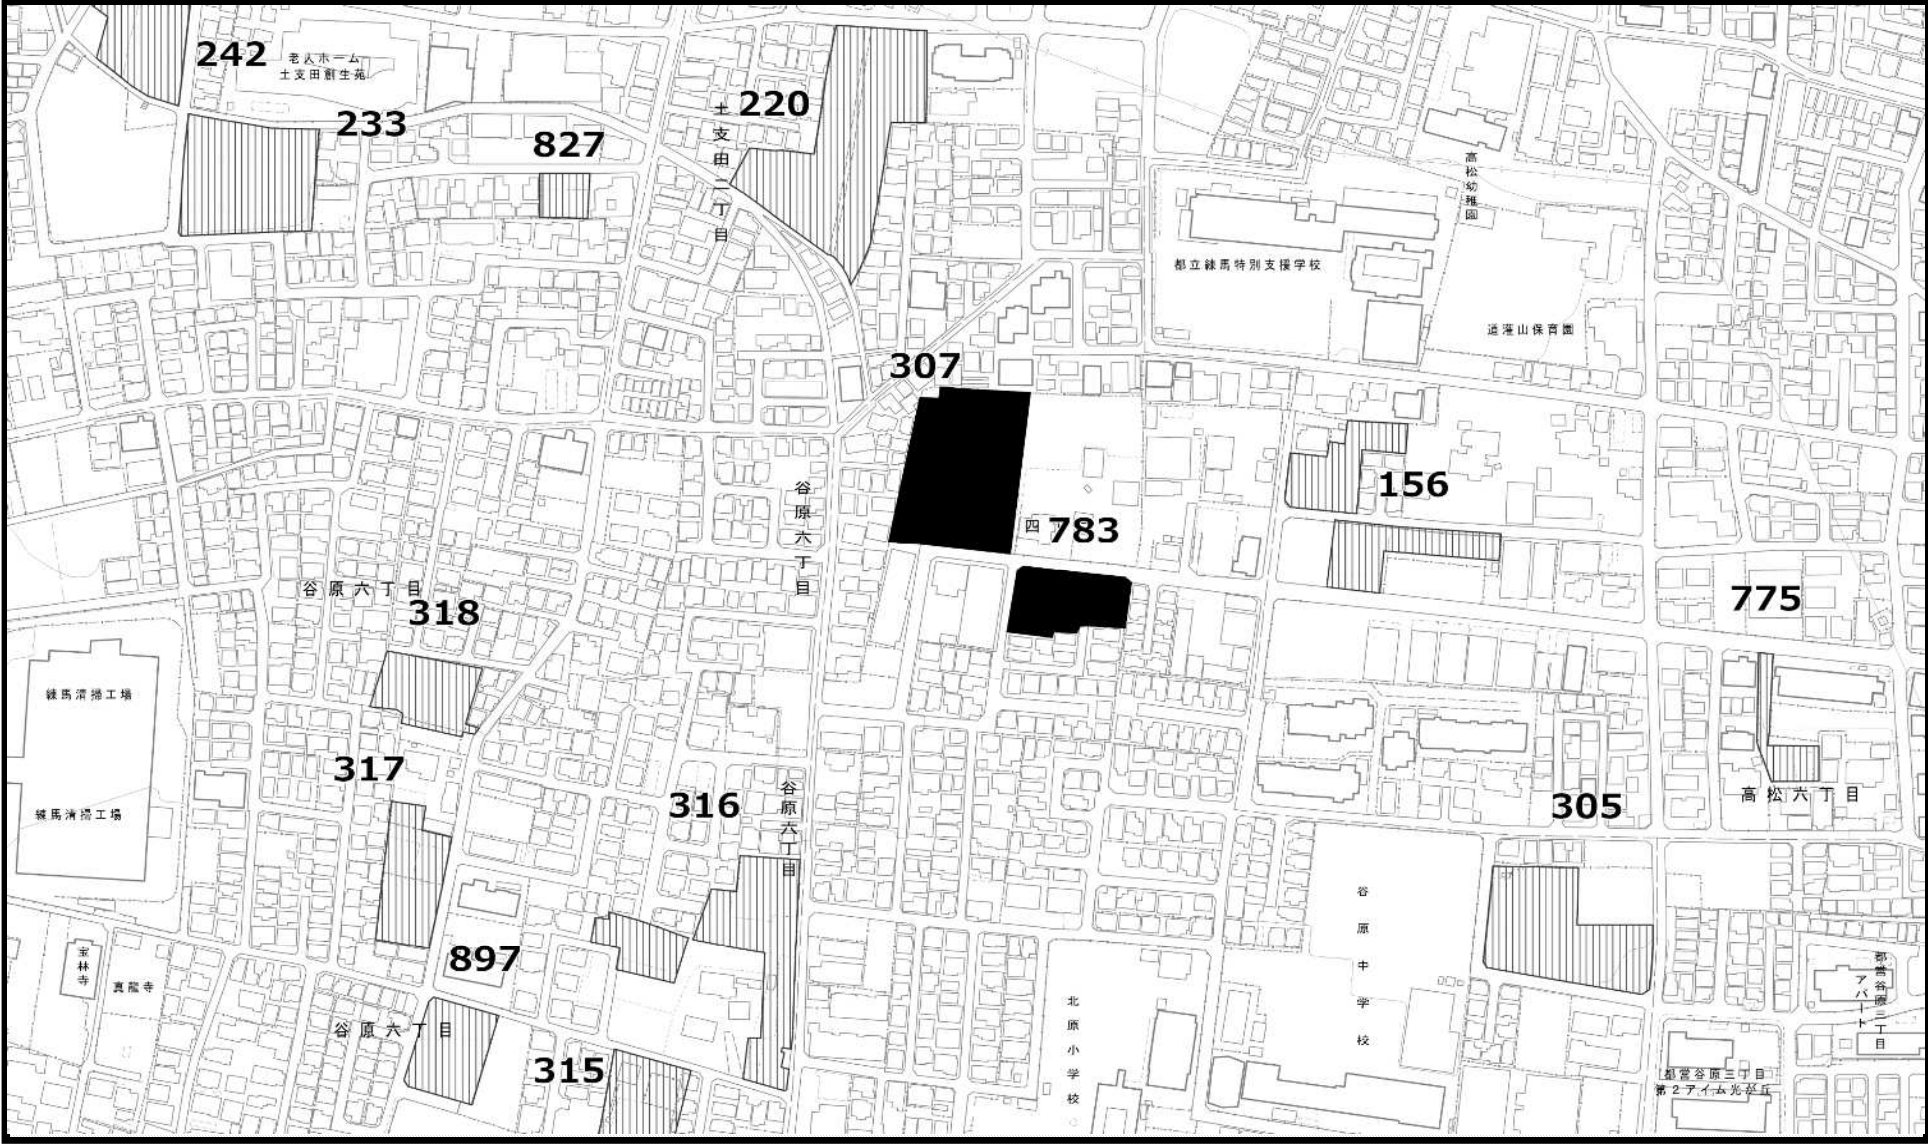 242
老人ホーム
土支田創生苑
233
827
220
土支田二丁目
高松幼稚園
都立練馬特別支援学校
道灌山保育園
307
156
谷原六丁目
四
783
谷原六丁目
318
775
練馬清掃工場
317
316
谷原六丁目
305
高松六丁目
練馬清掃工場
谷原中学校
897
宝林寺
真龍寺
都営谷原三丁目
アパート
北原小学校
谷原六丁目
315
都営谷原三丁目
第2アイム光が丘